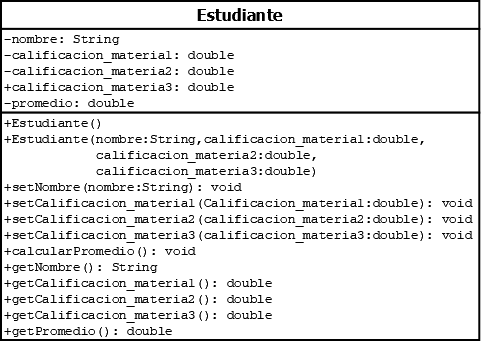 Estudiante
-nombre: String
-calificacion_material: double
-calificacion_materia2: double
+calificacion_materia3: double
-promedio: double
+Estudiante()
+Estudiante(nombre:String,calificacion_material:double,
calificacion_materia2:double,
calificacion_materia3:double)
+setNombre(nombre:String): void
+setCalificacion_material(Calificacion_material:double): void
+setCalificacion_materia2(calificacion_materia2:double): void
+setCalificacion_materia3(calificacion_materia3:double): void
+calcularPromedio(): void
+getNombre(): String
+getCalificacion_material(): double
+getCalificacion_materia2(): double
+getCalificacion_materia3(): double
+getPromedio(): double